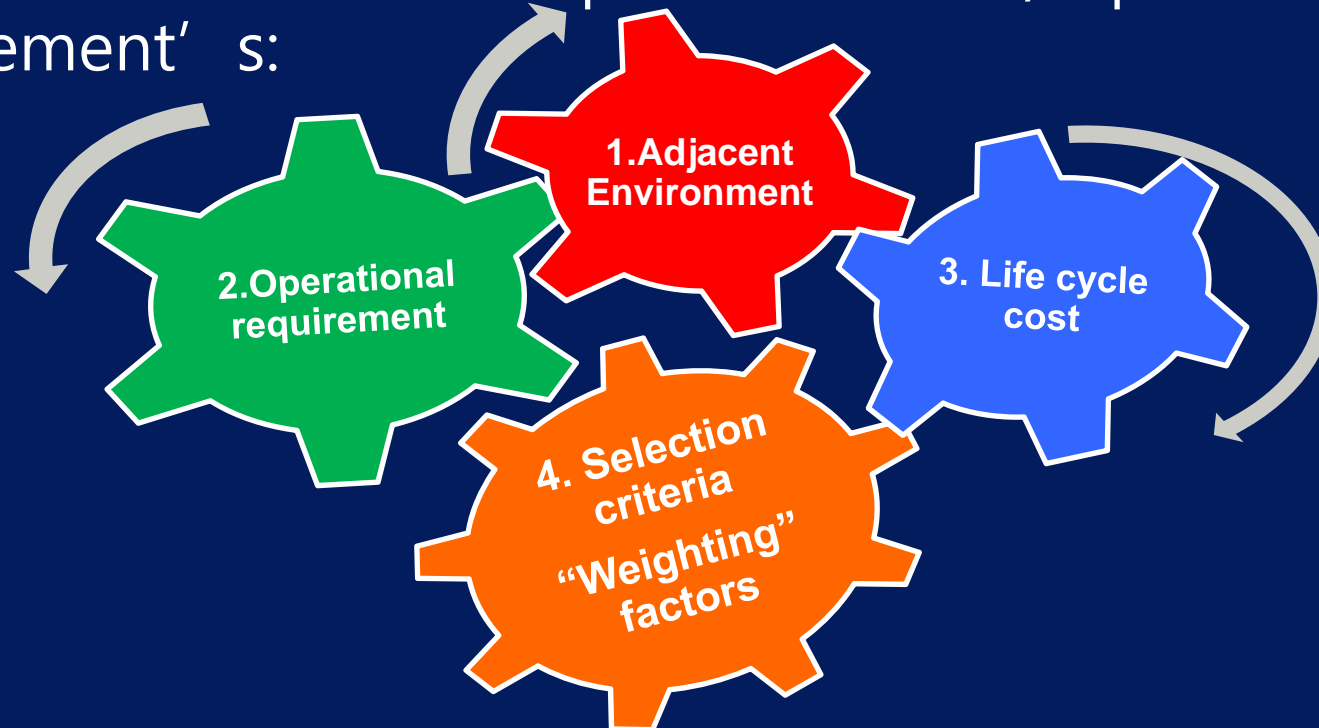 ement’ s:
1.Adjacent
Environment
2.Operational
requirement
3. Life cycle
cost
4. Selection
criteria
“Weighting”
factors